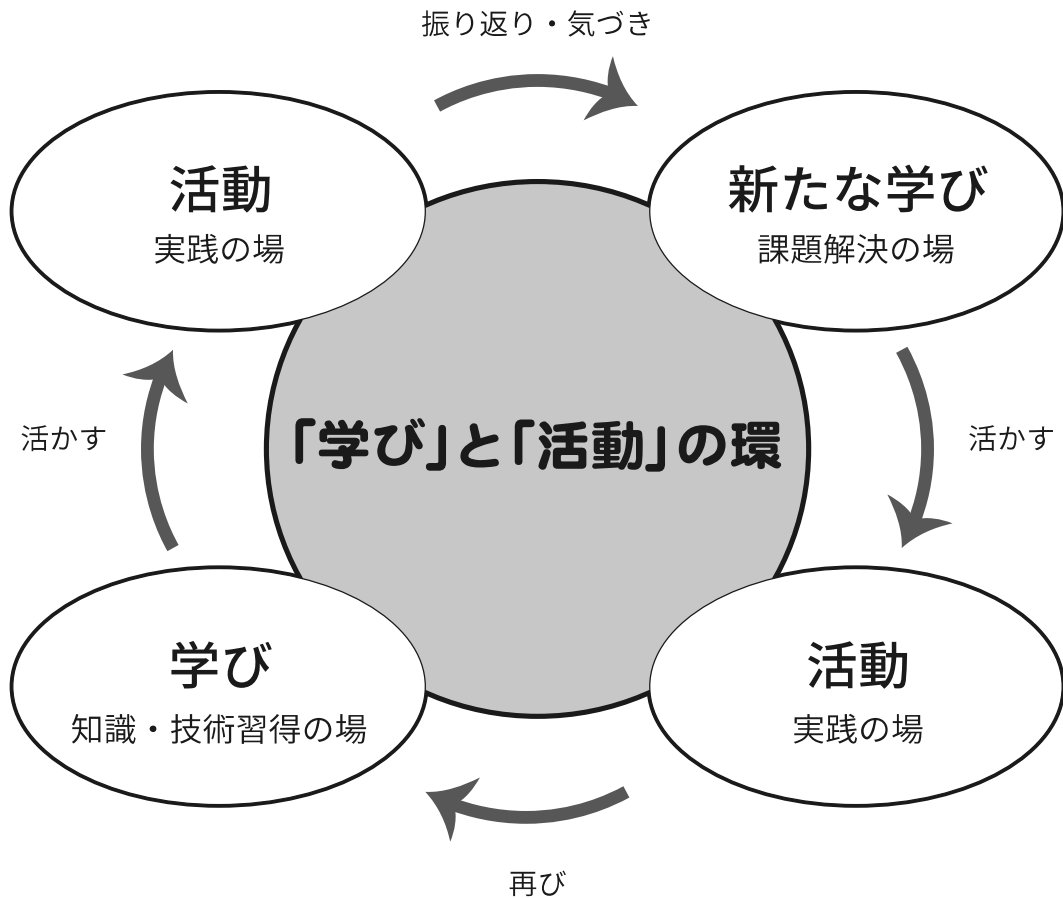 振り返り・気づき
活動
実践の場
新たな学び
課題解決の場
活かす
「学び」と「活動」の環
活かす
学び
知識・技術習得の場
活動
実践の場
再び